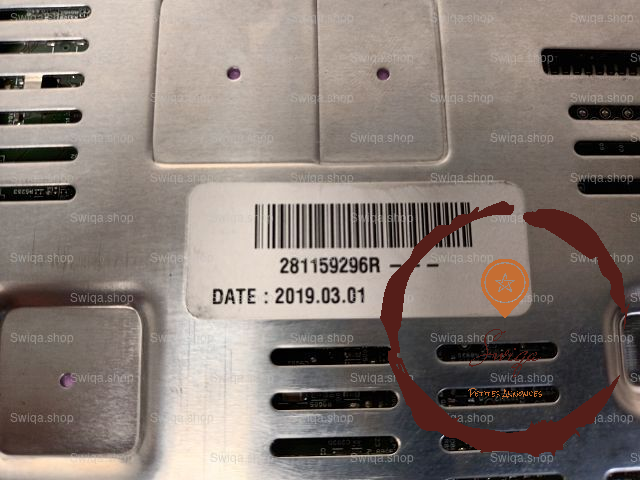 281159296R - - -
DATE : 2019.03.01
Swiqa
PETITES ANNONCES
Swiqa.shop